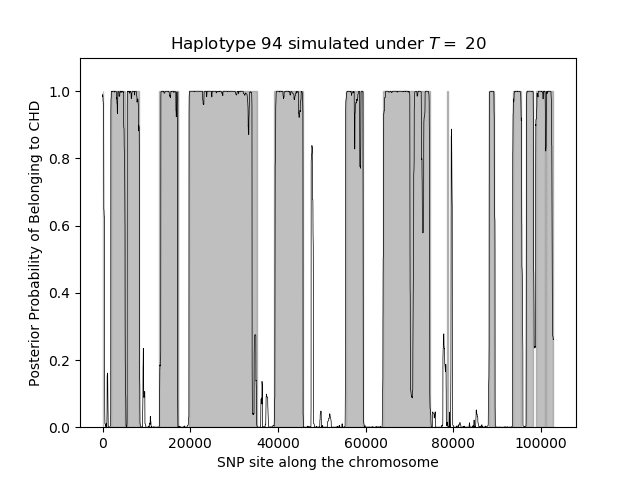 Haplotype 94 simulated under T = 20
Posterior Probability of Belonging to CHD
1.0
0.8
0.6
0.4
0.2
0.0
0 20000 40000 60000 80000 100000
SNP site along the chromosome